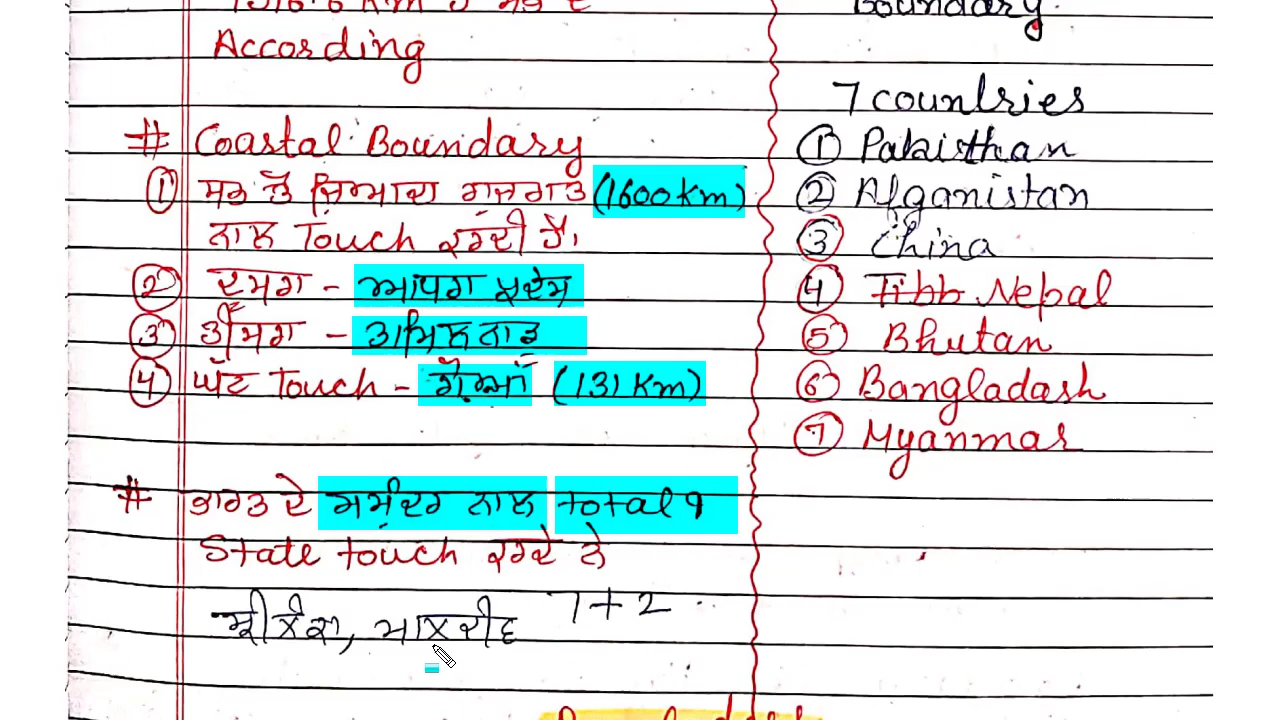 According
# Coastal Boundary
① ਸਭ ਤੋਂ ਜ਼ਿਆਦਾ ਗੁਜਰਾਤ (1600 Km)
ਨਾਲ Touch ਕਰਦੀ ਹੈ।
② ਦੂਸਰਾ - ਆਂਧਰਾ ਪ੍ਰਦੇਸ਼
③ ਤੀਸਰਾ - ਤਾਮਿਲਨਾਡੂ
④ ਘੱਟ Touch - ਗੋਆ (131 Km)
# ਭਾਰਤ ਦੇ ਸਮੁੰਦਰ ਨਾਲ total 9
State touch ਕਰਦੇ ਨੇ
ਸ਼੍ਰੀਲੰਕਾ, ਮਾਲਦੀਵ 7+2
Boundary.
7 countries
① Pakisthan
② Afganistan
③ China
④ Nepal
⑤ Bhutan
⑥ Bangladash
⑦ Myanmar